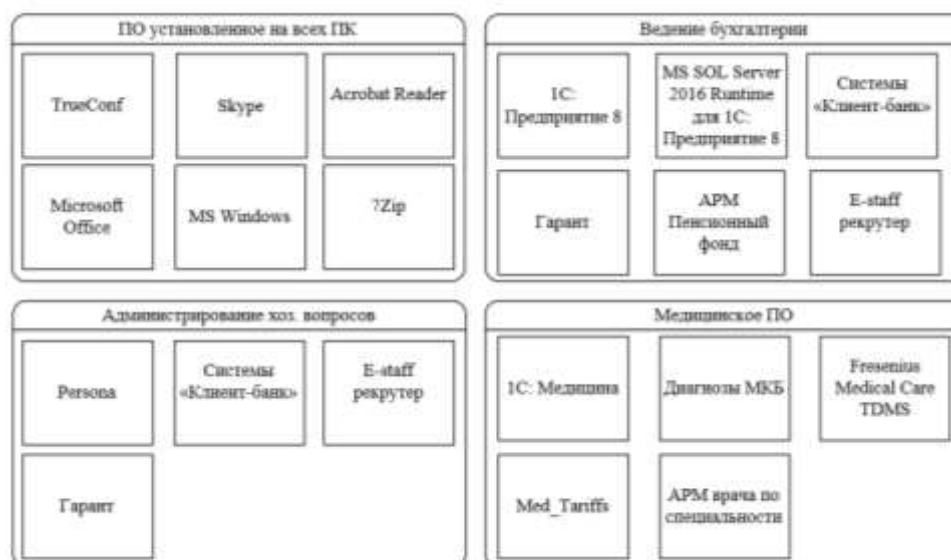 ПО установленное на всех ПК
TrueConf
Skype
Acrobat Reader
Microsoft
Office
MS Windows
7Zip
Ведение бухгалтерии
1С:
Предприятие 8
MS SQL Server
2016 Runtime
для 1С:
Предприятие 8
Системы
«Клиент-банк»
Гарант
АРМ
Пенсионный
фонд
E-staff
рекрутер
Администрирование хоз. вопросов
Persona
Системы
«Клиент-банк»
E-staff
рекрутер
Гарант
Медицинское ПО
1С: Медицина
Диагнозы МКБ
Fresenius
Medical Care
TDMS
Med_Tariffs
АРМ врача по
специальности